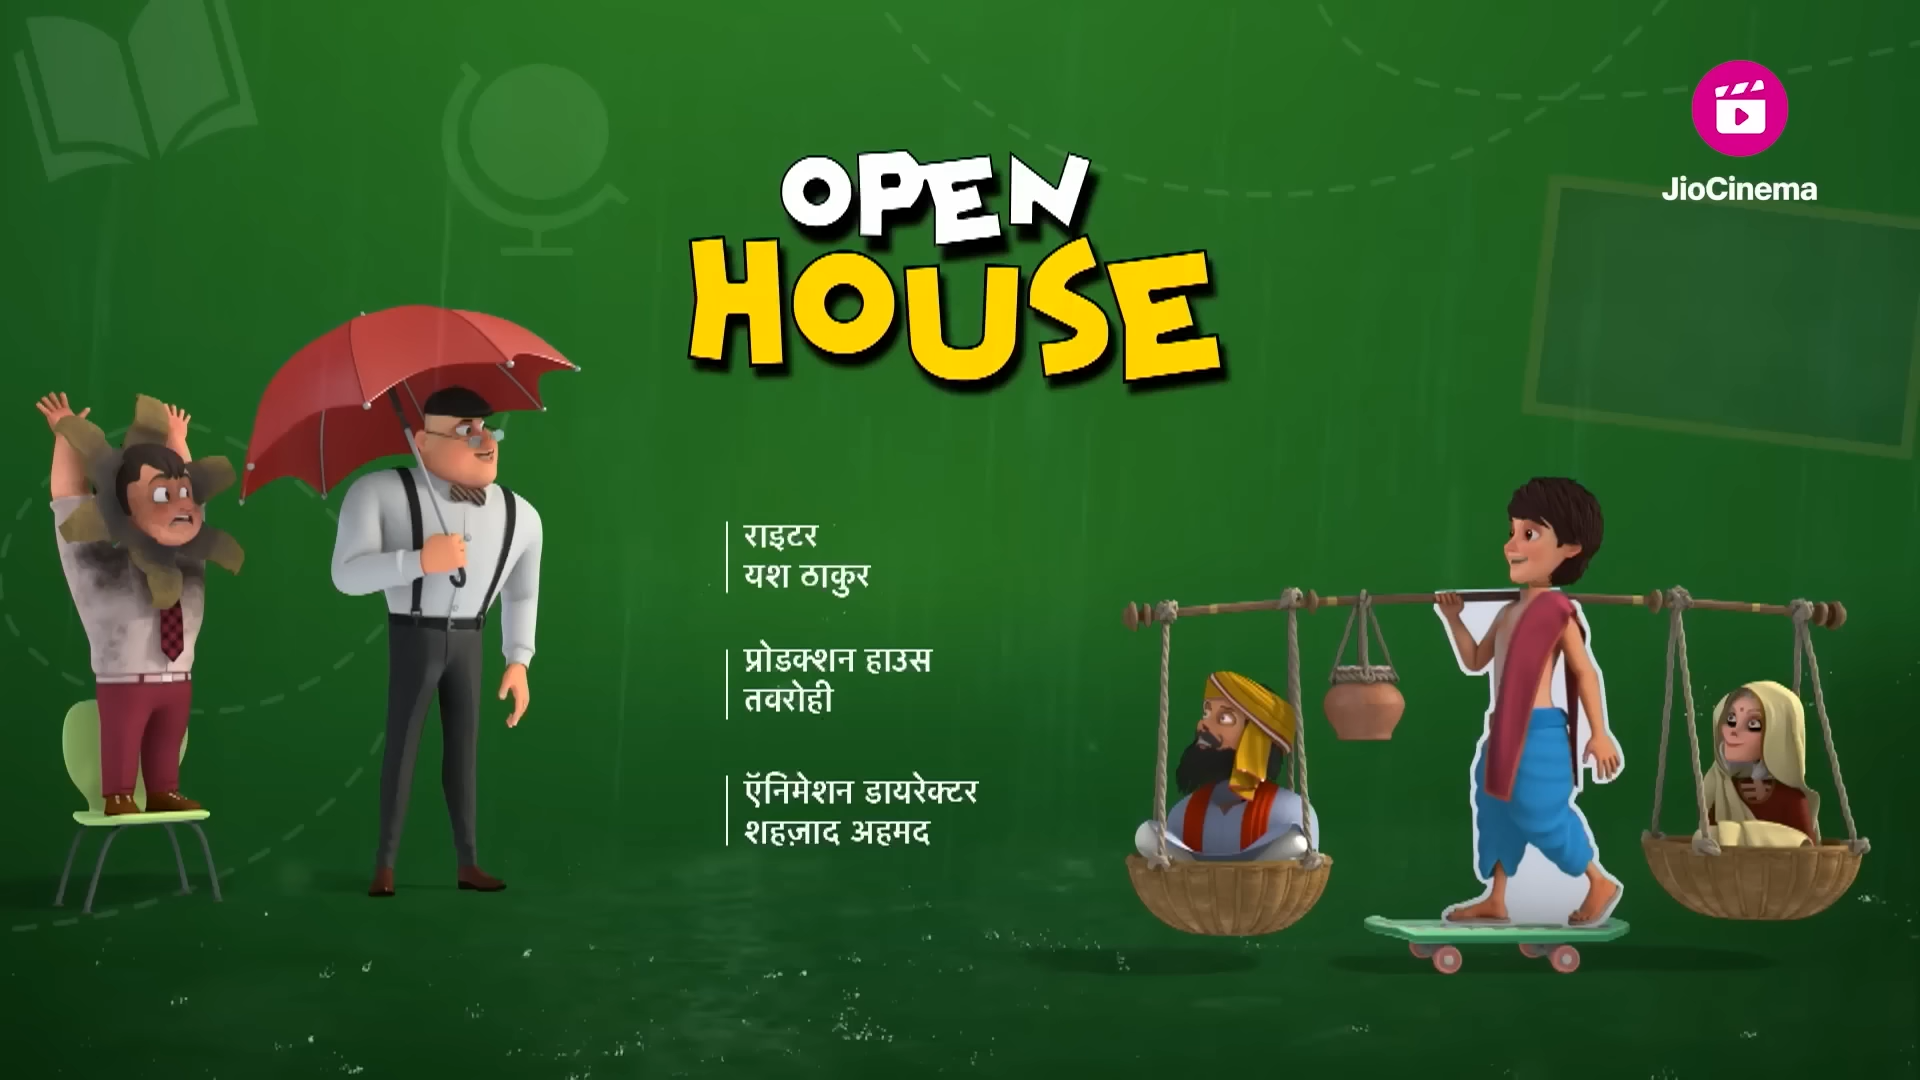 OPEN
HOUSE
JioCinema
राइटर
यश ठाकुर
प्रोडक्शन हाउस
तवरोही
ऍनिमेशन डायरेक्टर
शहज़ाद अहमद